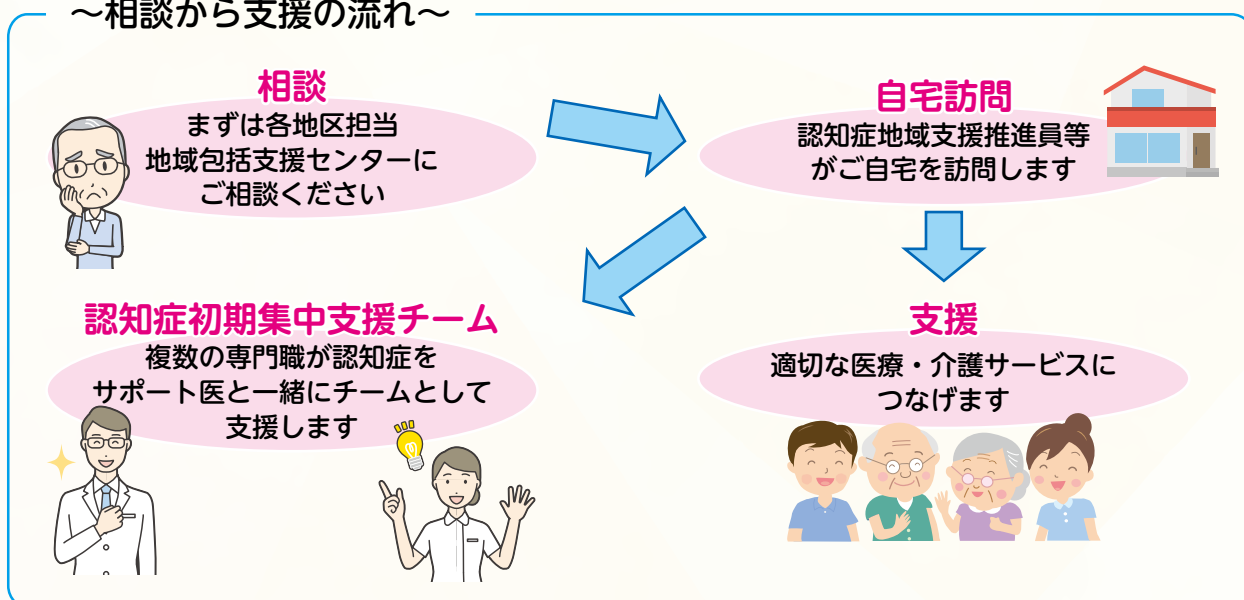 ～相談から支援の流れ～
相談
まずは各地区担当
地域包括支援センターに
ご相談ください
自宅訪問
認知症地域支援推進員等
がご自宅を訪問します
認知症初期集中支援チーム
複数の専門職が認知症を
サポート医と一緒にチームとして
支援します
支援
適切な医療・介護サービスに
つなげます